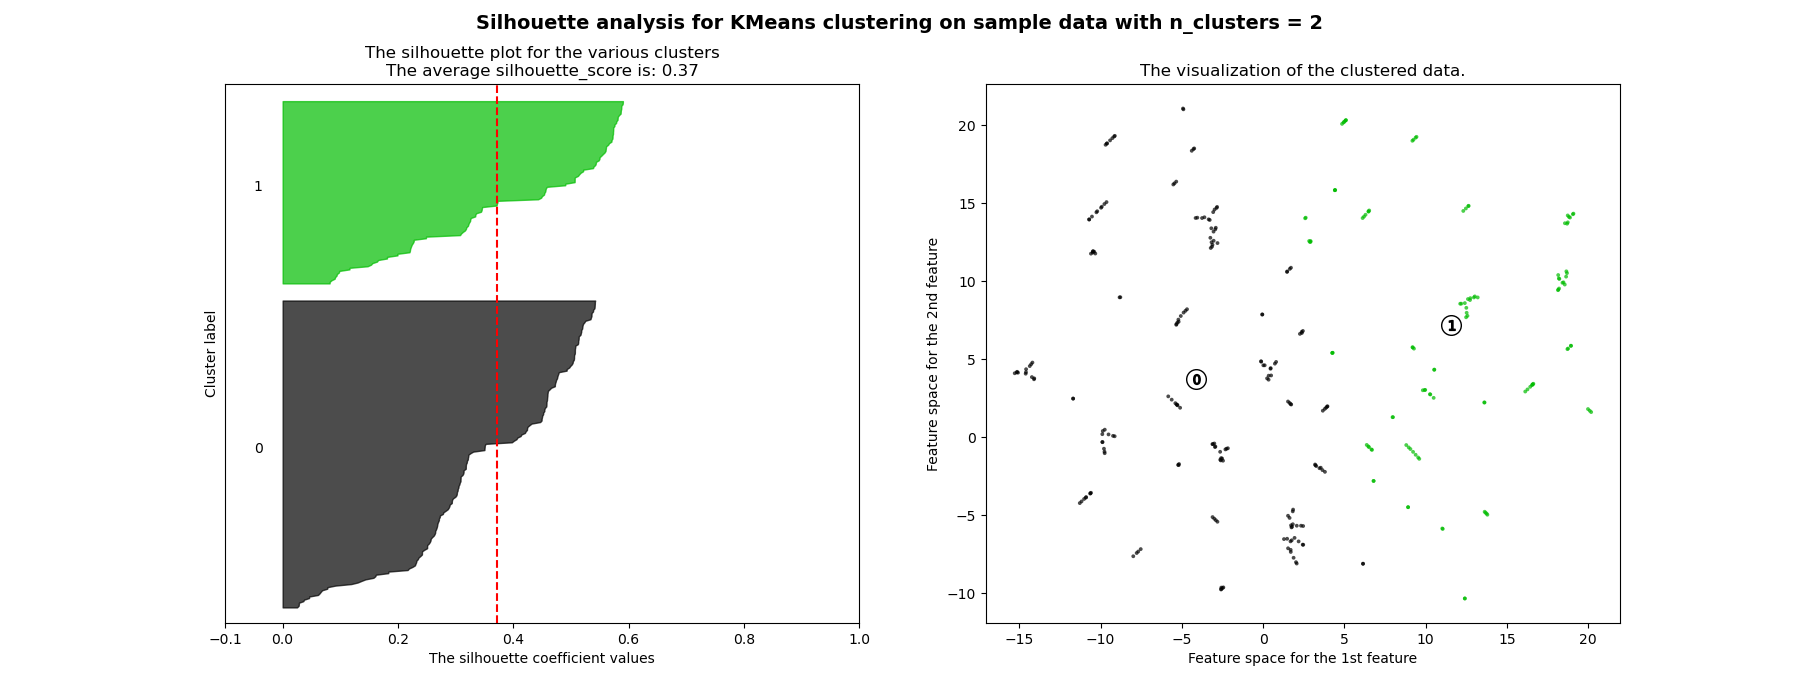 Silhouette analysis for KMeans clustering on sample data with n_clusters = 2
The silhouette plot for the various clusters
The average silhouette_score is: 0.37
1
0
Cluster label
−0.1 0.0 0.2 0.4 0.6 0.8 1.0
The silhouette coefficient values
The visualization of the clustered data.
20
15
10
5
0
−5
−10
Feature space for the 2nd feature
1
0
−15 −10 −5 0 5 10 15 20
Feature space for the 1st feature